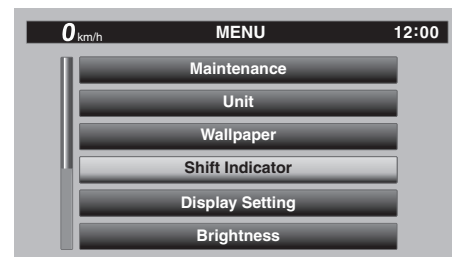 0 km/h MENU 12:00
Maintenance
Unit
Wallpaper
Shift Indicator
Display Setting
Brightness